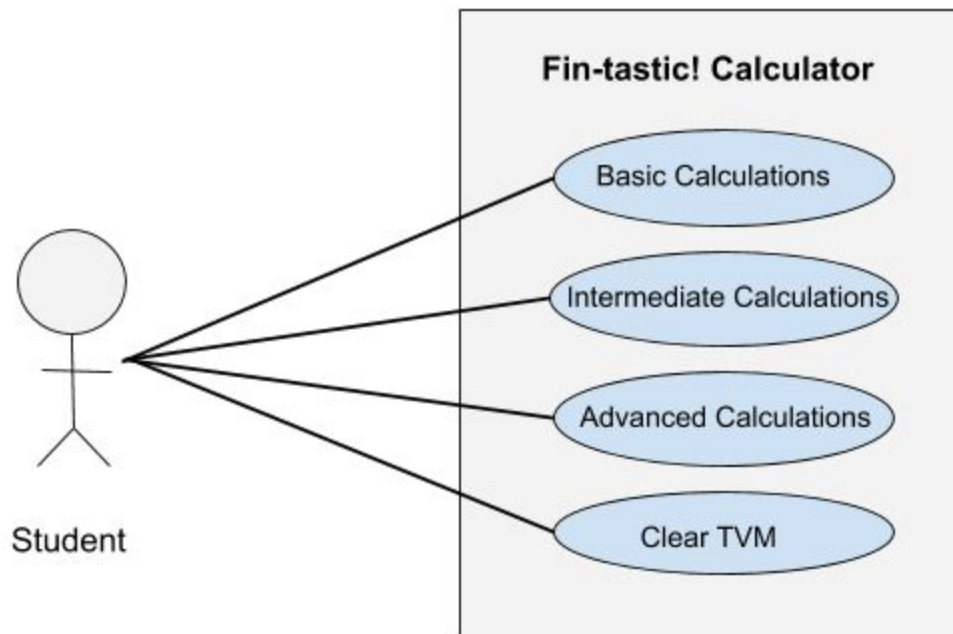 Fin-tastic! Calculator
Basic Calculations
Intermediate Calculations
Advanced Calculations
Clear TVM
Student